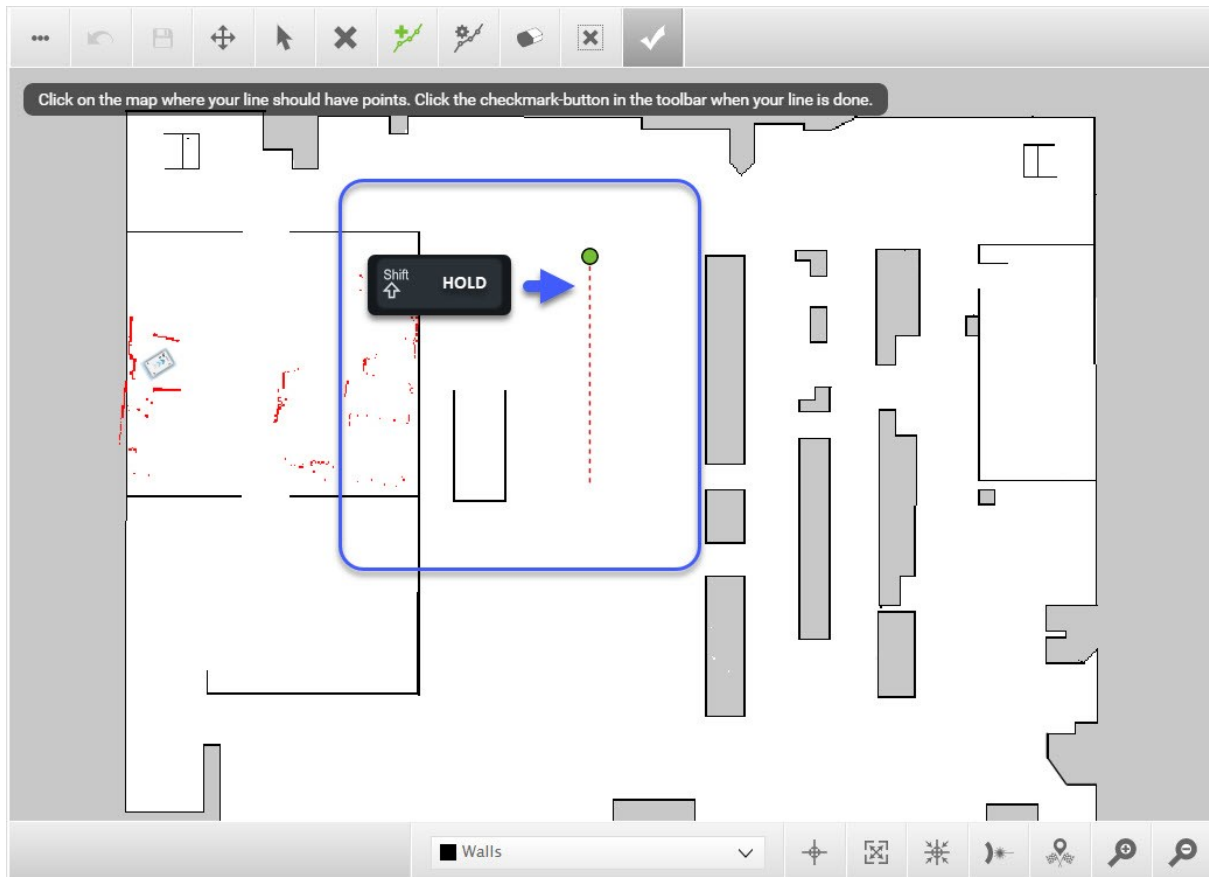 Click on the map where your line should have points. Click the checkmark-button in the toolbar when your line is done.
Shift
HOLD
Walls